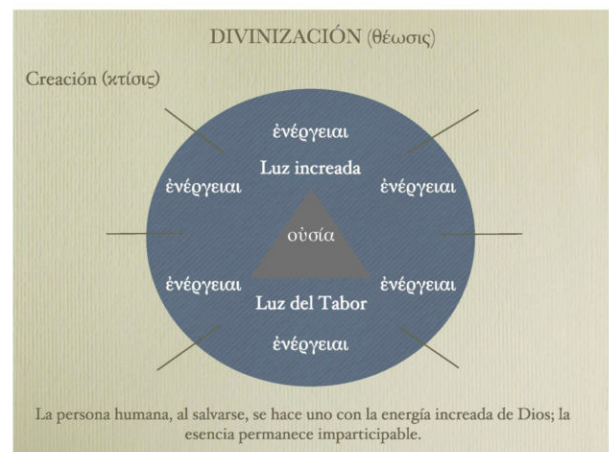 DIVINIZACIÓN (θέωσις)
Creación (κτίσις)
ἐνέργειαι
Luz increada
ἐνέργειαι
ἐνέργειαι
οὐσία
ἐνέργειαι
ἐνέργειαι
Luz del Tabor
ἐνέργειαι
La persona humana, al salvarse, se hace uno con la energía increada de Dios; la
esencia permanece imparticipable.